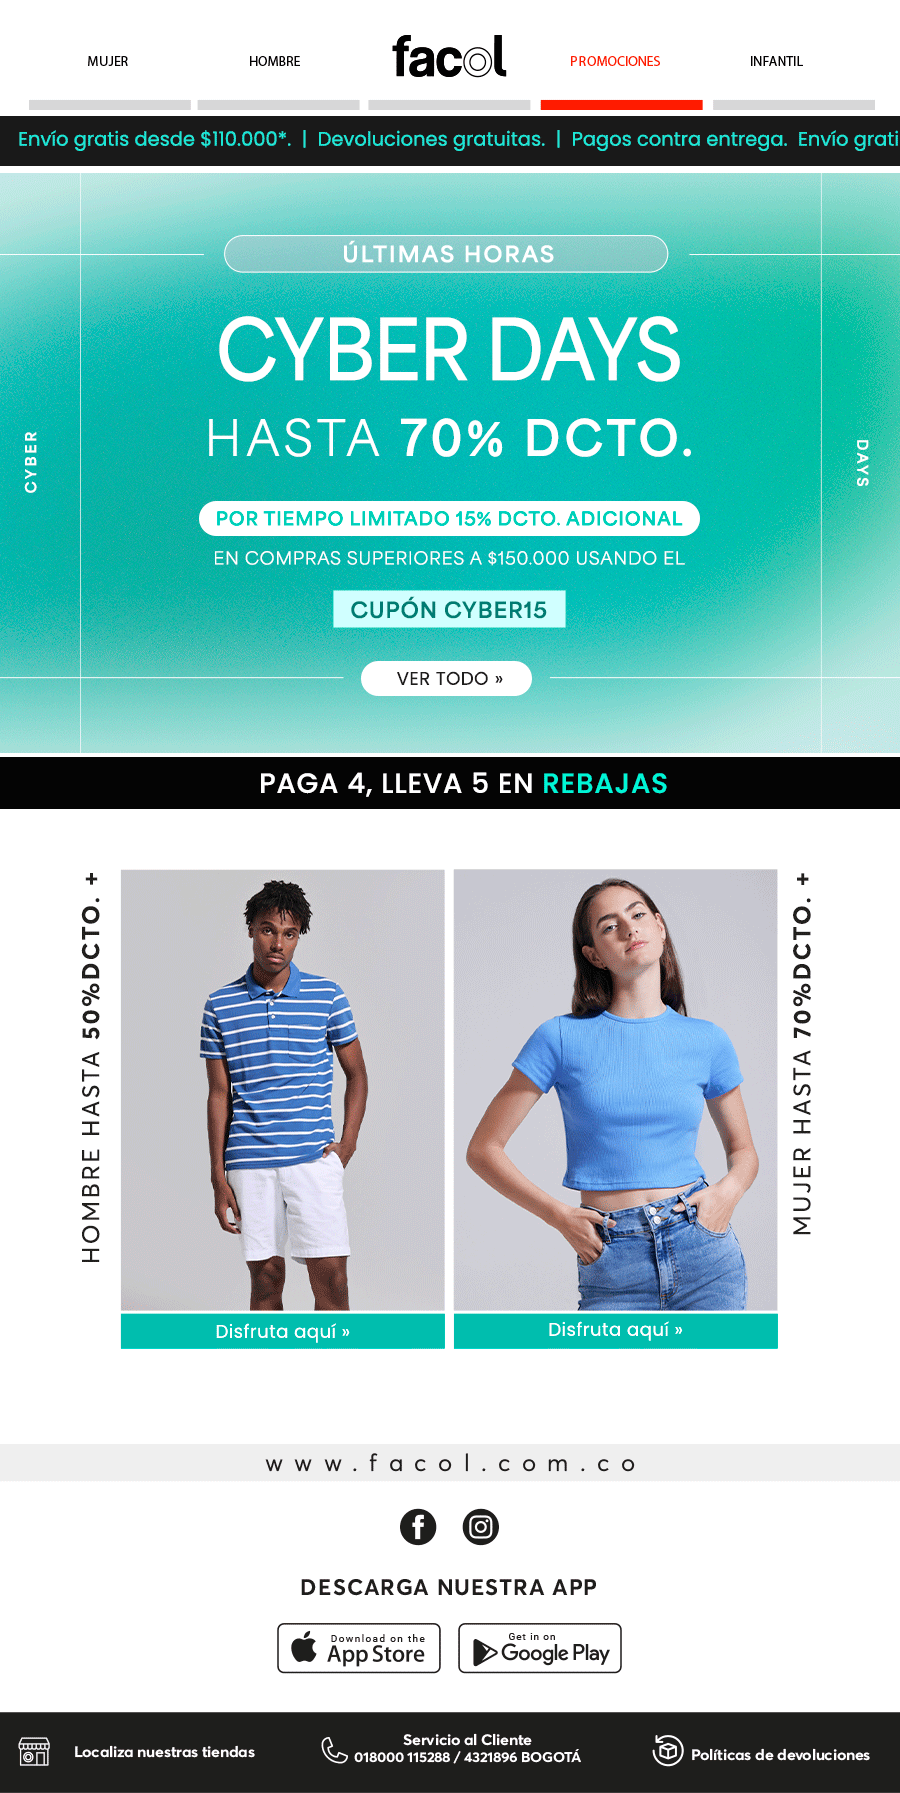 MUJER
HOMBRE
facol
PROMOCIONES
INFANTIL
Envío gratis desde $110.000*. | Devoluciones gratuitas. | Pagos contra entrega. Envío grati
ÚLTIMAS HORAS
CYBER DAYS
HASTA 70% DCTO.
CYBER
DAYS
POR TIEMPO LIMITADO 15% DCTO. ADICIONAL
EN COMPRAS SUPERIORES A $150.000 USANDO EL
CUPÓN CYBER15
VER TODO »
PAGA 4, LLEVA 5 EN REBAJAS
HOMBRE HASTA 50%DCTO. +
MUJER HASTA 70%DCTO. +
Disfruta aquí »
Disfruta aquí »
www.facol.com.co
DESCARGA NUESTRA APP
Download on the
App Store
Get in on
Google Play
Localiza nuestras tiendas
Servicio al Cliente
018000 115288 / 4321896 BOGOTÁ
Políticas de devoluciones